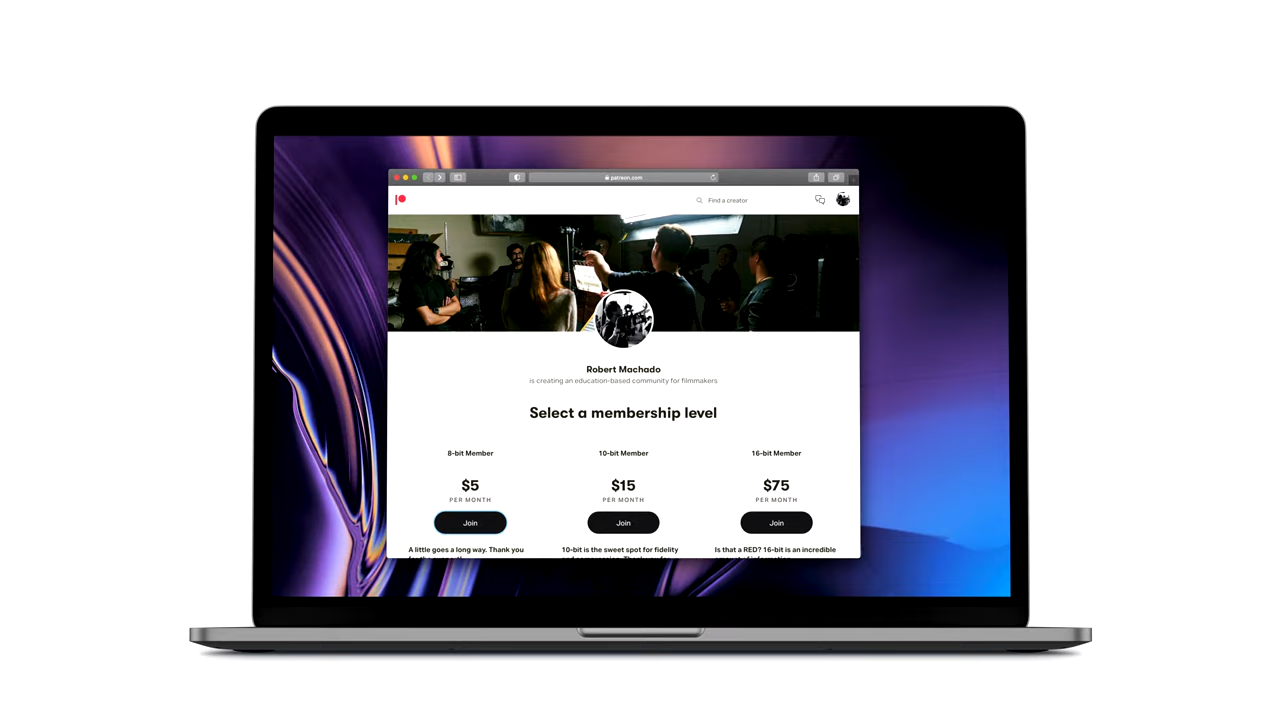 patreon.com
Find a creator
Robert Machado
is creating an education-based community for filmmakers
Select a membership level
8-bit Member
10-bit Member
16-bit Member
$5
$15
$75
PER MONTH
PER MONTH
PER MONTH
Join
Join
Join
A little goes a long way. Thank you
10-bit is the sweet spot for fidelity
Is that a RED? 16-bit is an incredible